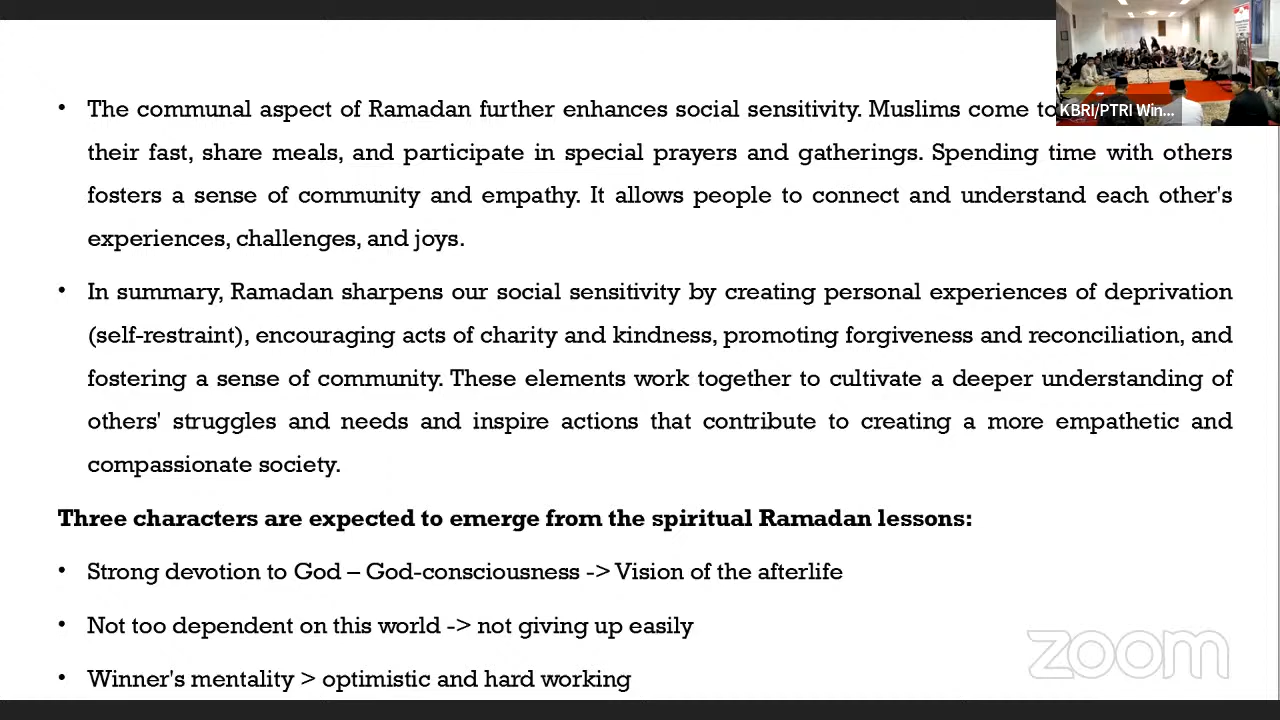 • The communal aspect of Ramadan further enhances social sensitivity. Muslims come to
their fast, share meals, and participate in special prayers and gatherings. Spending time with others
fosters a sense of community and empathy. It allows people to connect and understand each other's
experiences, challenges, and joys.
• In summary, Ramadan sharpens our social sensitivity by creating personal experiences of deprivation
(self-restraint), encouraging acts of charity and kindness, promoting forgiveness and reconciliation, and
fostering a sense of community. These elements work together to cultivate a deeper understanding of
others' struggles and needs and inspire actions that contribute to creating a more empathetic and
compassionate society.
Three characters are expected to emerge from the spiritual Ramadan lessons:
• Strong devotion to God – God-consciousness -> Vision of the afterlife
• Not too dependent on this world -> not giving up easily
• Winner's mentality > optimistic and hard working
KBRI/PTRI Win...
zoom